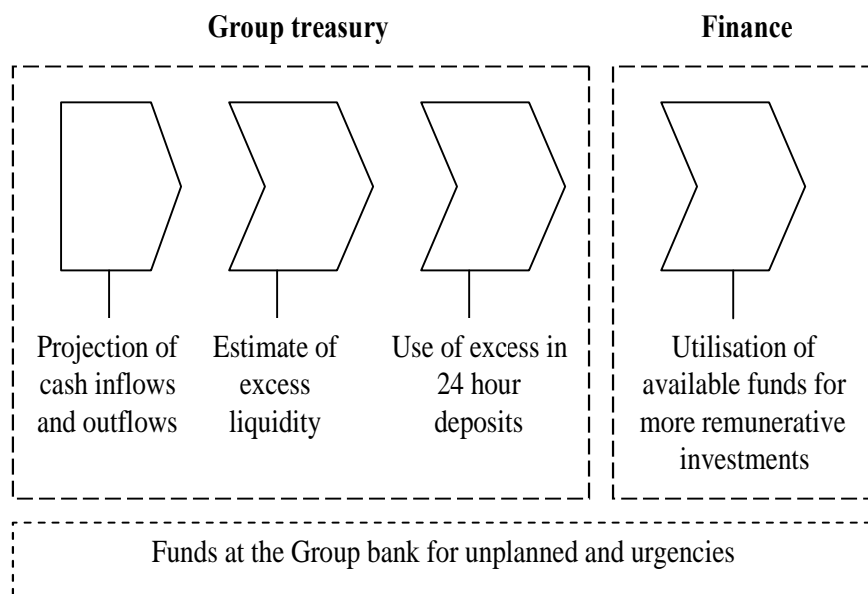 Group treasury
Finance
Projection of
cash inflows
and outflows
Estimate of
excess
liquidity
Use of excess in
24 hour
deposits
Utilisation of
available funds for
more remunerative
investments
Funds at the Group bank for unplanned and urgencies